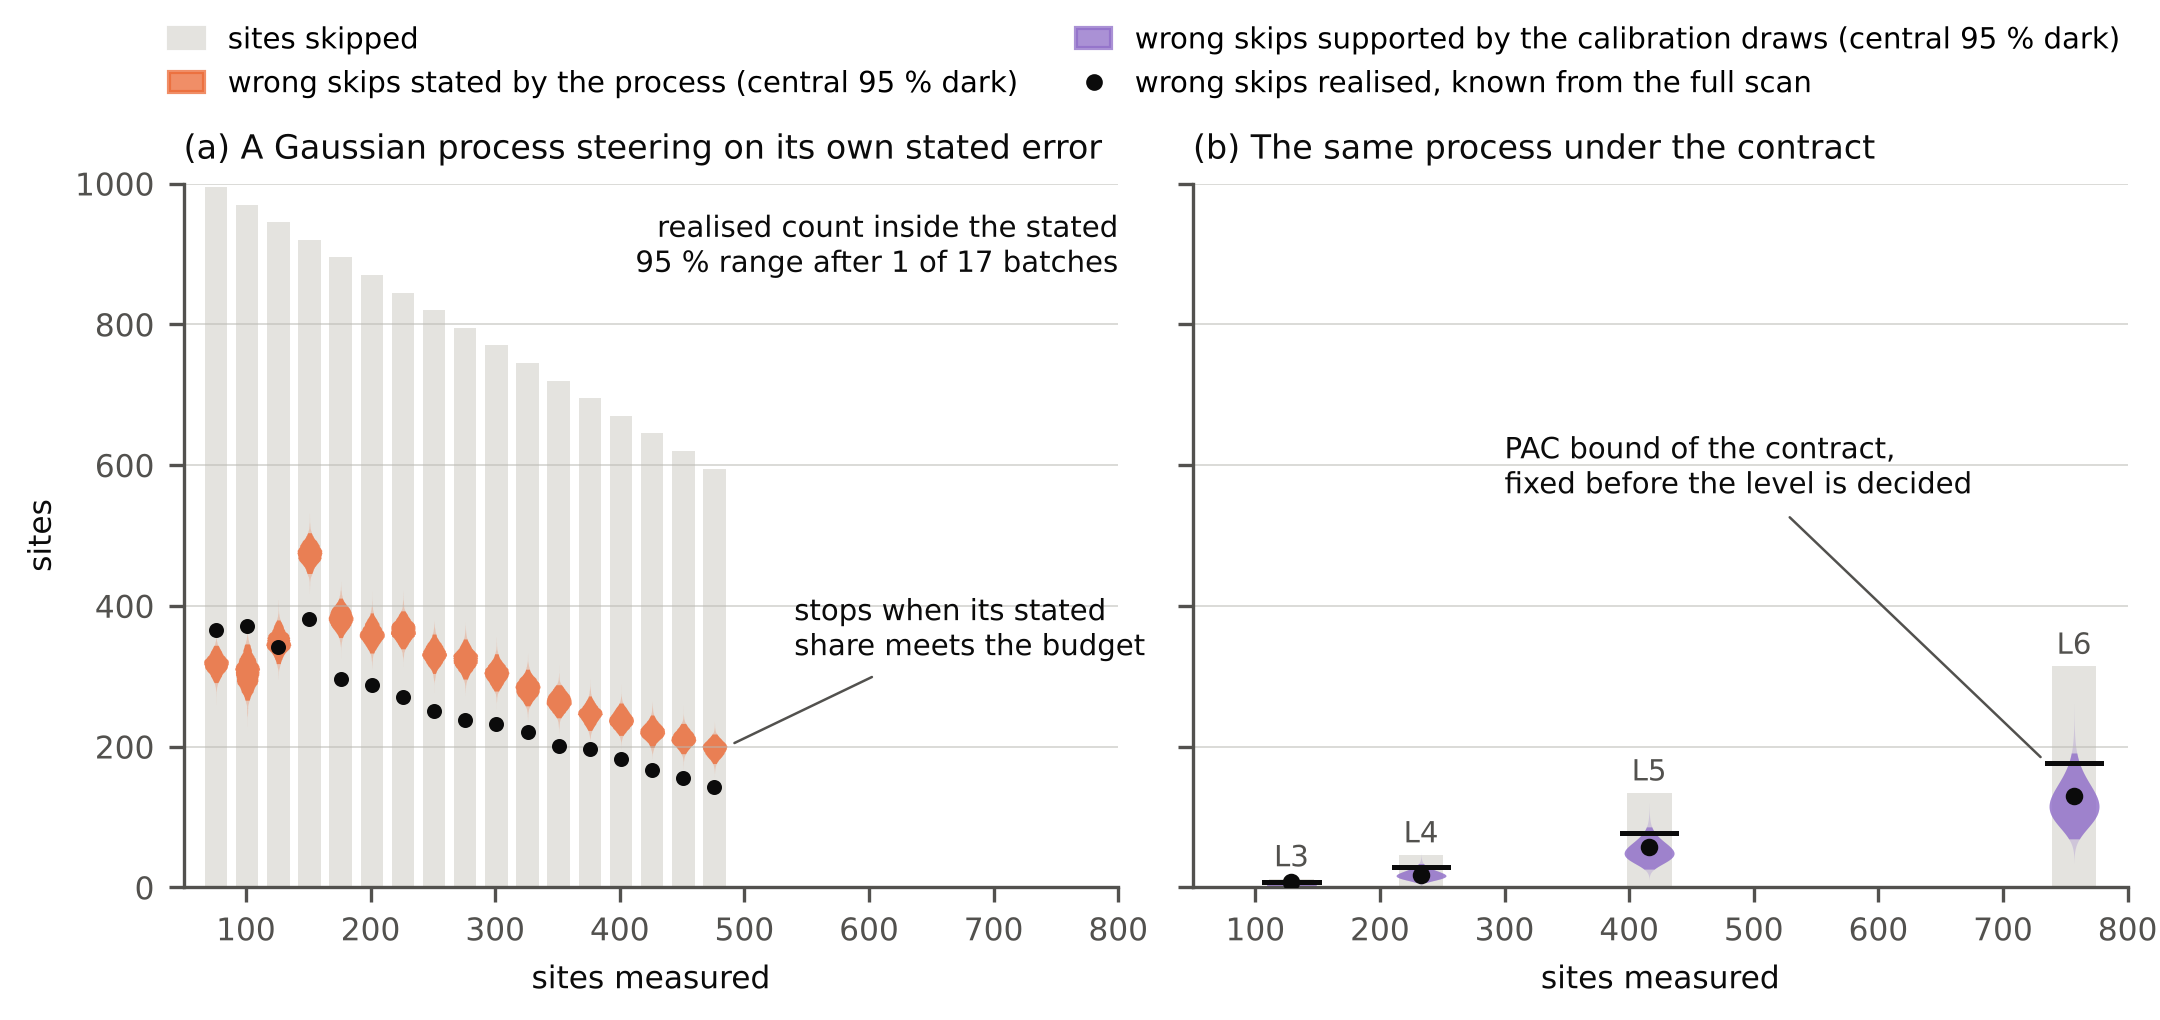 sites skipped
wrong skips stated by the process (central 95 % dark)
wrong skips supported by the calibration draws (central 95 % dark)
wrong skips realised, known from the full scan
(a) A Gaussian process steering on its own stated error
1000
800
600
400
200
0
sites
realised count inside the stated
95 % range after 1 of 17 batches
stops when its stated
share meets the budget
100 200 300 400 500 600 700 800
sites measured
(b) The same process under the contract
PAC bound of the contract,
fixed before the level is decided
L3
L4
L5
L6
100 200 300 400 500 600 700 800
sites measured